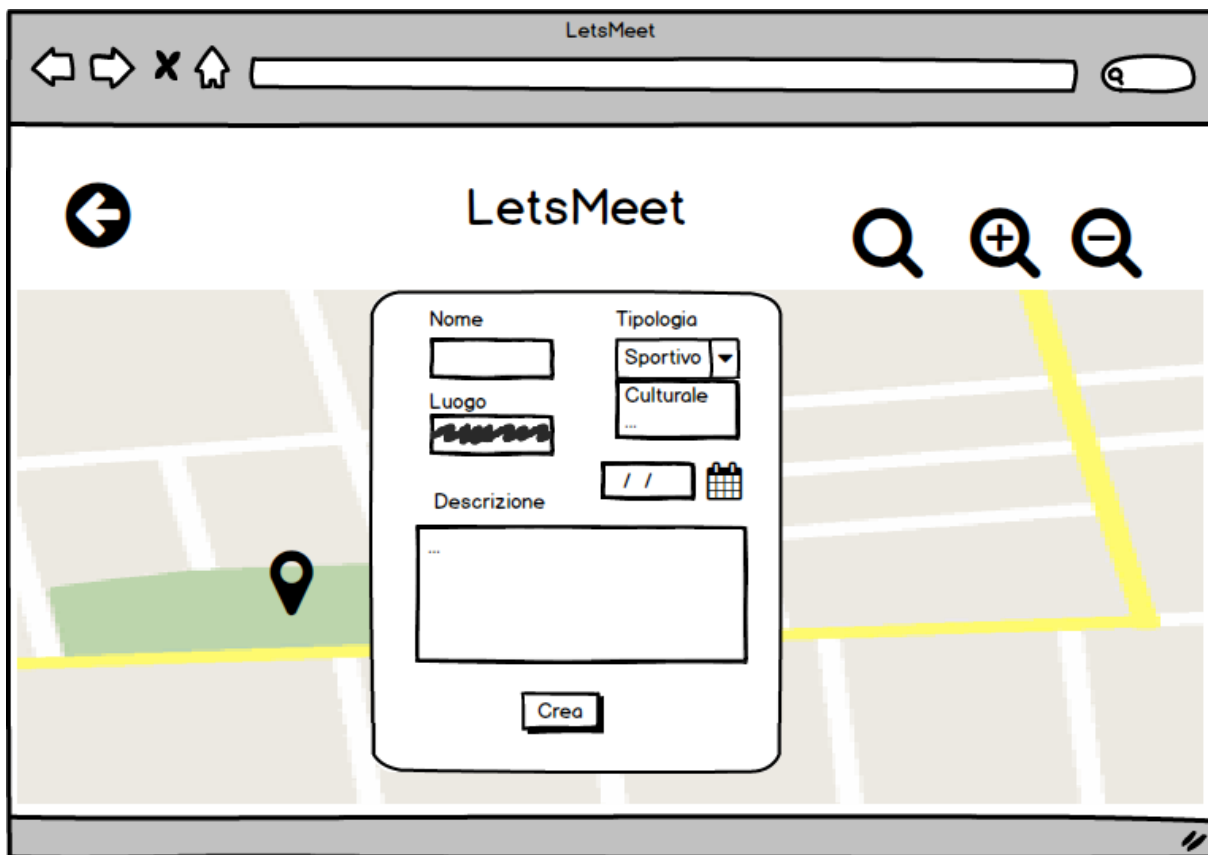 LetsMeet
LetsMeet
Nome
Tipologia
Sportivo
Culturale
...
Luogo
/ /
Descrizione
...
Crea